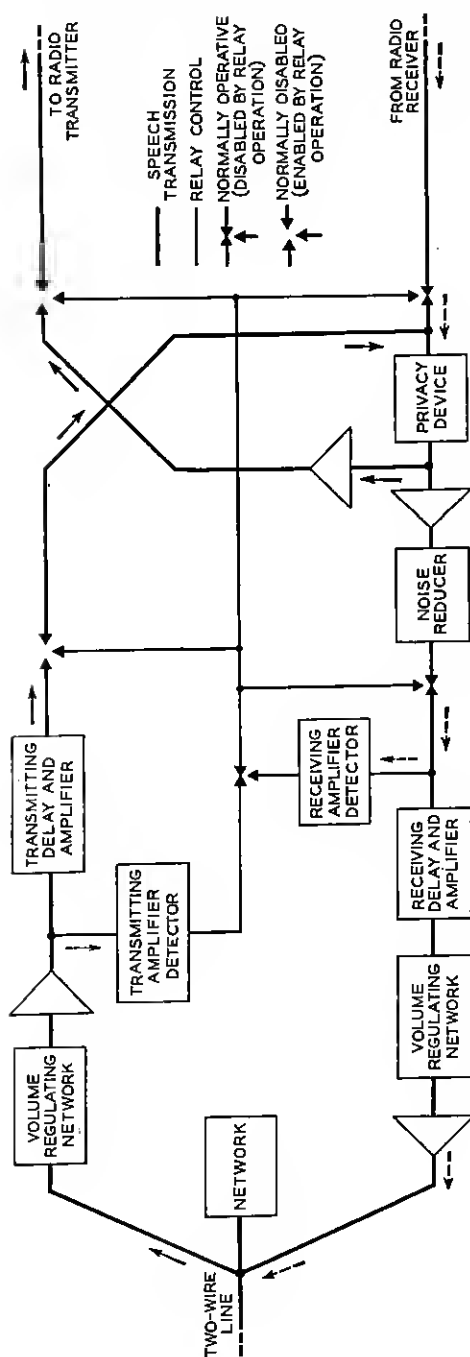 TO RADIO
TRANSMITTER
SPEECH
TRANSMISSION
RELAY CONTROL
NORMALLY OPERATIVE
(DISABLED BY RELAY
OPERATION)
NORMALLY DISABLED
(ENABLED BY RELAY
OPERATION)
FROM RADIO
RECEIVER
TRANSMITTING
DELAY AND
AMPLIFIER
TRANSMITTING
AMPLIFIER
DETECTOR
VOLUME
REGULATING
NETWORK
NETWORK
TWO-WIRE
LINE
PRIVACY
DEVICE
NOISE
REDUCER
RECEIVING
AMPLIFIER
DETECTOR
RECEIVING
DELAY AND
AMPLIFIER
VOLUME
REGULATING
NETWORK